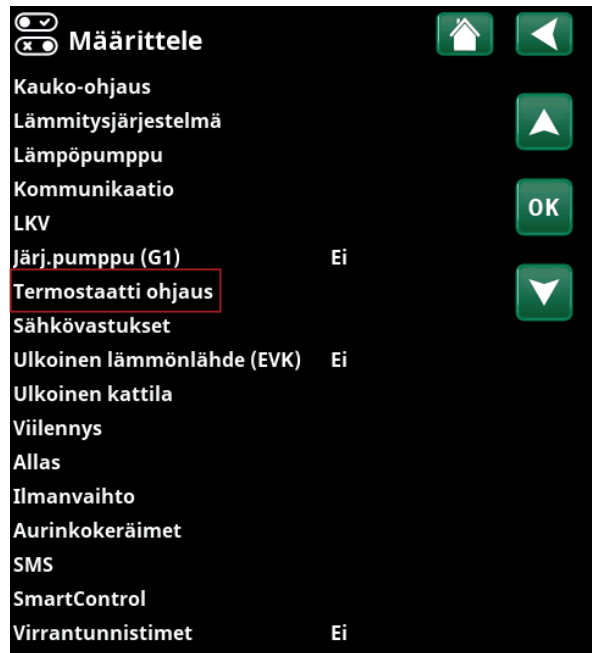 Määrittele
Kauko-ohjaus
Lämmitysjärjestelmä
Lämpöpumppu
Kommunikaatio
OK
LKV
Järj.pumppu (G1) Ei
Termostaatti ohjaus
Sähkövastukset
Ulkoinen lämmönlähde (EVK) Ei
Ulkoinen kattila
Viilennys
Allas
Ilmanvaihto
Aurinkokeräimet
SMS
SmartControl
Virrantunnistimet Ei